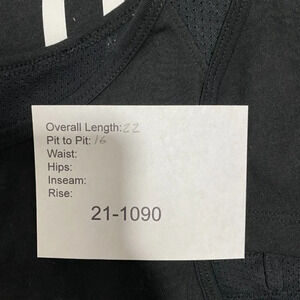 Overall Length: 22
Pit to Pit: 16
Waist:
Hips:
Inseam:
Rise:
21-1090